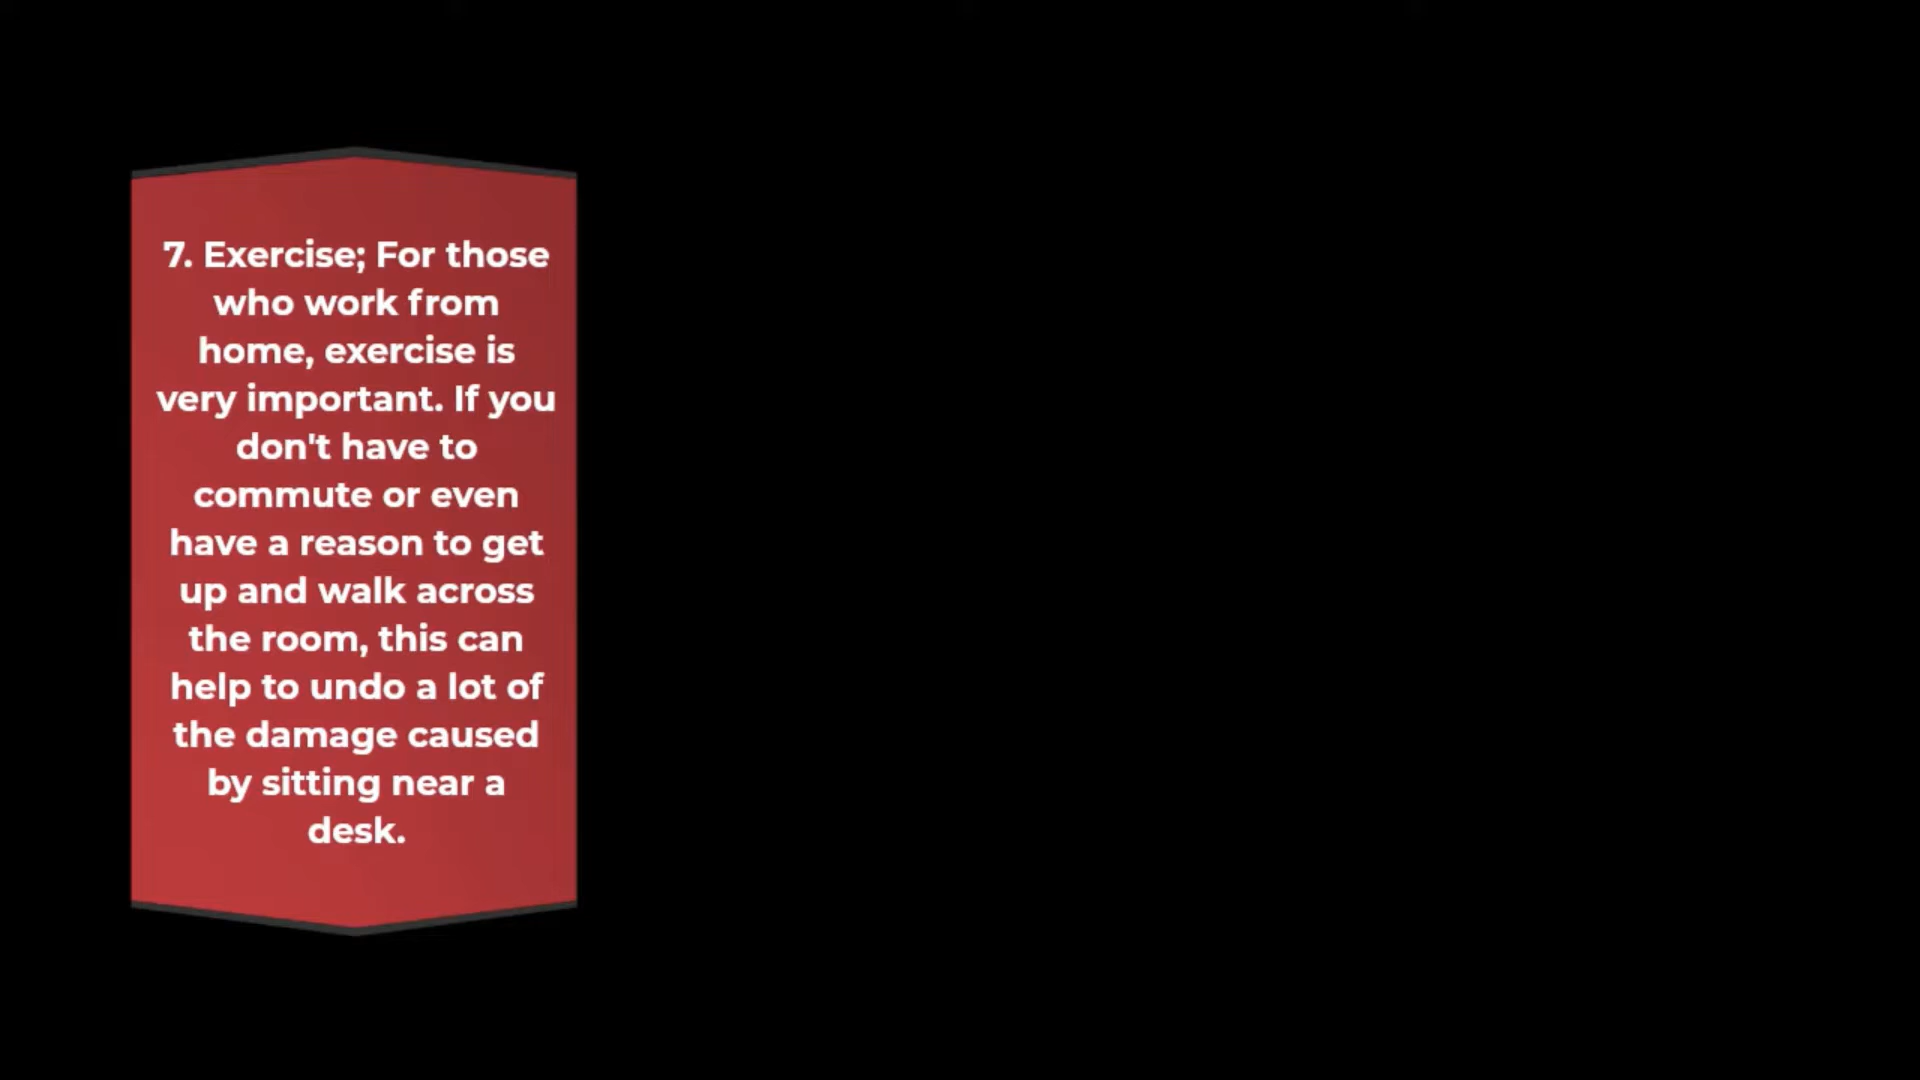 7. Exercise; For those
who work from
home, exercise is
very important. If you
don't have to
commute or even
have a reason to get
up and walk across
the room, this can
help to undo a lot of
the damage caused
by sitting near a
desk.